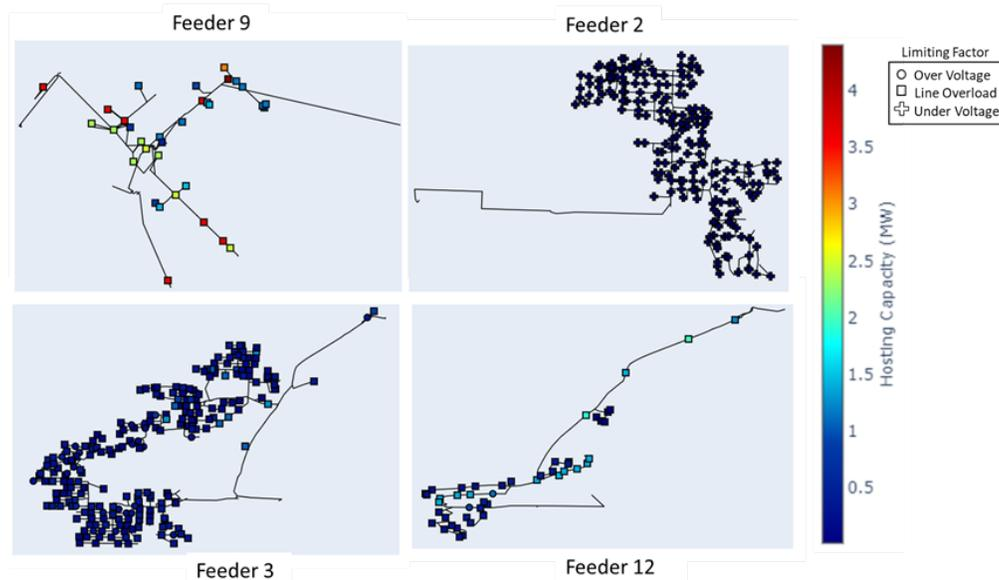 Feeder 9
Feeder 2
Limiting Factor
Over Voltage
Line Overload
Under Voltage
4
3.5
3
2.5
2
1.5
1
0.5
Hosting Capacity (MW)
Feeder 3
Feeder 12